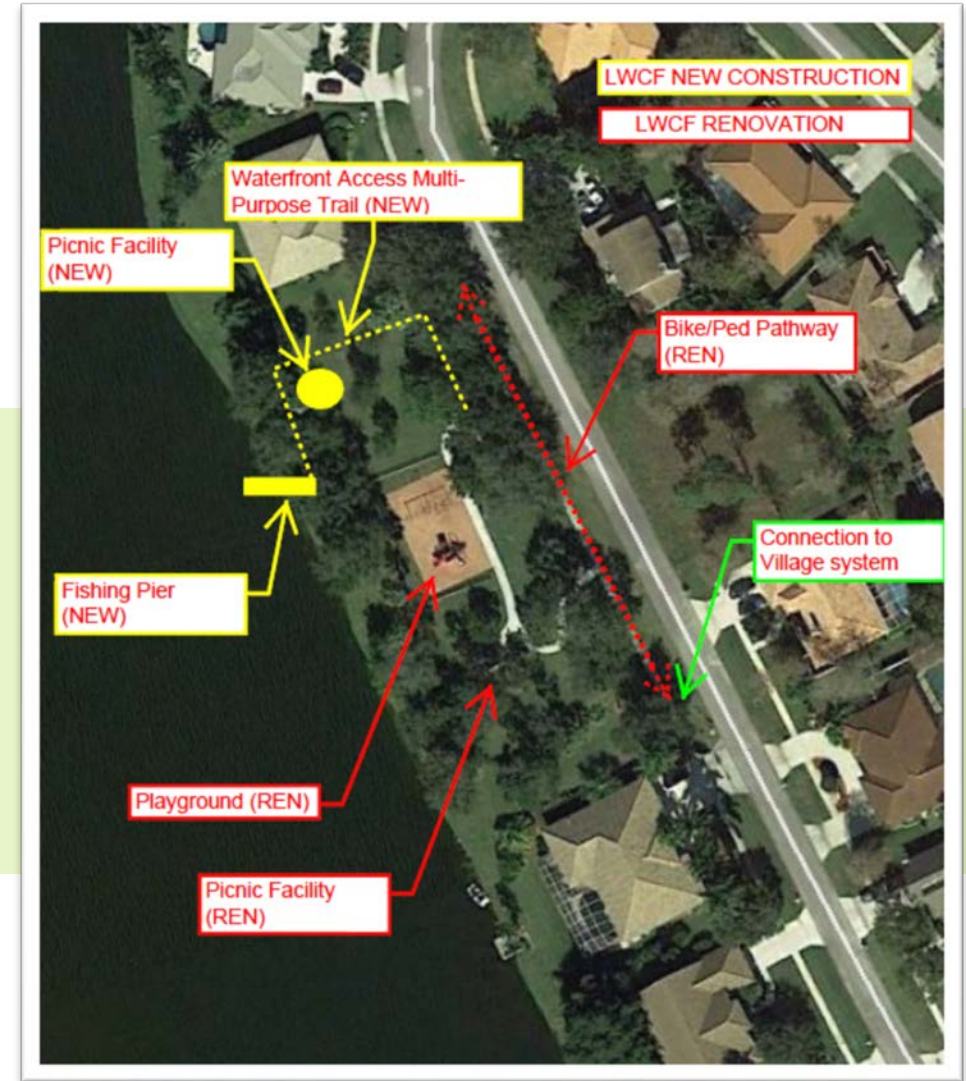 LWCF NEW CONSTRUCTION
LWCF RENOVATION
Waterfront Access Multi-
Purpose Trail (NEW)
Picnic Facility
(NEW)
Bike/Ped Pathway
(REN)
Connection to
Village system
Fishing Pier
(NEW)
Playground (REN)
Picnic Facility
(REN)